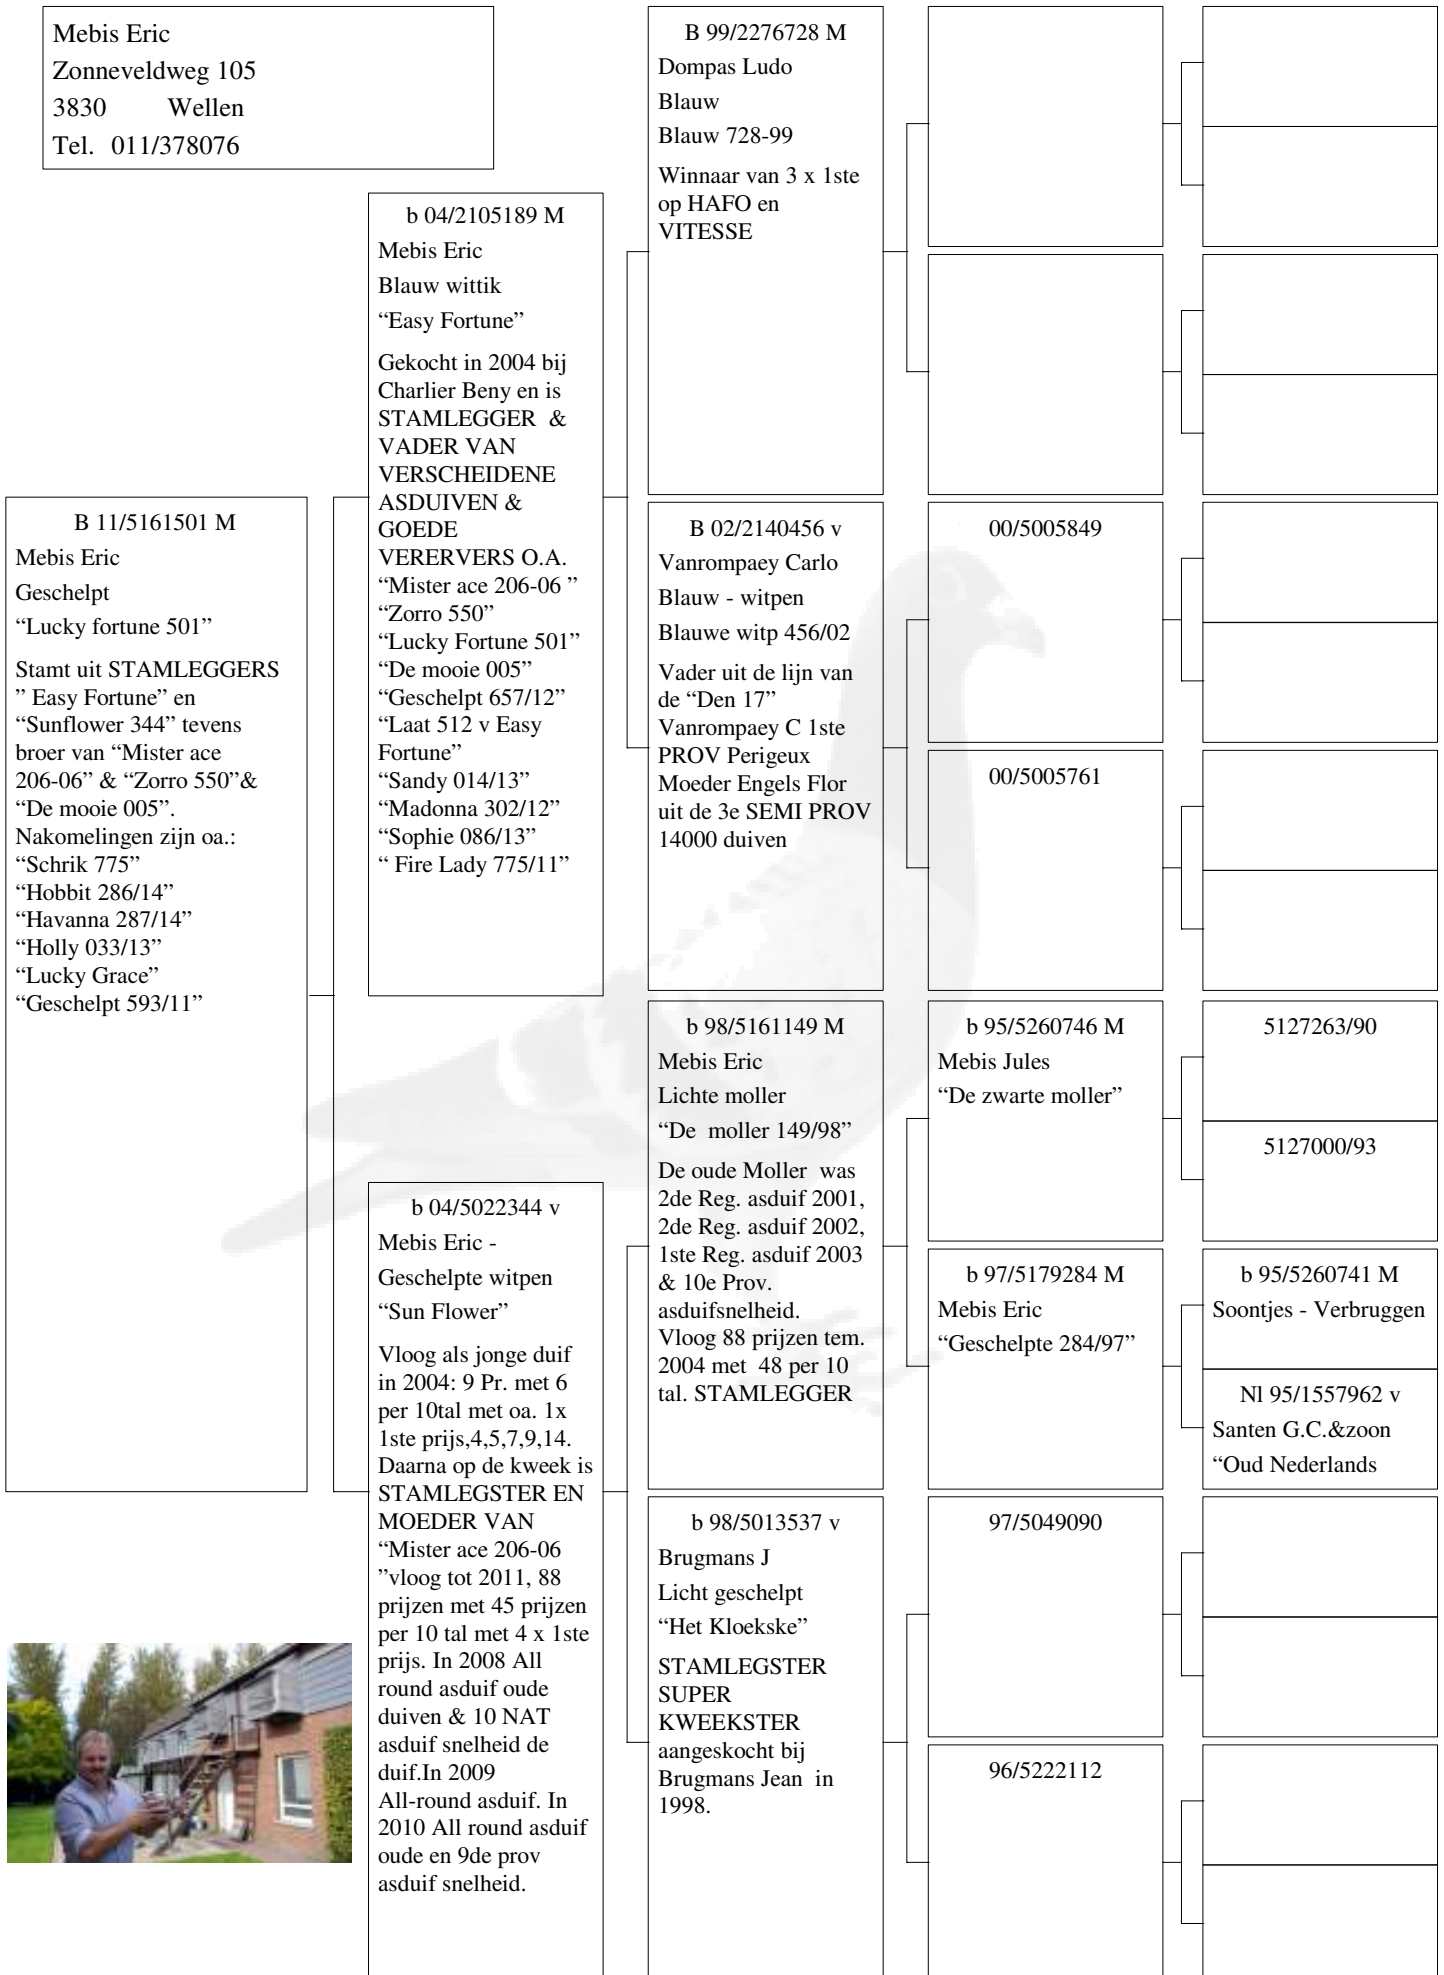 Mebis Eric
Zonneveldweg 105
3830 Wellen
Tel. 011/378076
B 11/5161501 M
Mebis Eric
Geschelpt
“Lucky fortune 501”
Stamt uit STAMLEGGERS
” Easy Fortune” en
“Sunflower 344” tevens
broer van “Mister ace
206-06” & “Zorro 550”&
“De mooie 005”.
Nakomelingen zijn oa.:
“Schrik 775”
“Hobbit 286/14”
“Havanna 287/14”
“Holly 033/13”
“Lucky Grace”
“Geschelpt 593/11”
b 04/2105189 M
Mebis Eric
Blauw wittik
“Easy Fortune”
Gekocht in 2004 bij
Charlier Beny en is
STAMLEGGER &
VADER VAN
VERSCHEIDENE
ASDUIVEN &
GOEDE
VERERVERS O.A.
“Mister ace 206-06 ”
“Zorro 550”
“Lucky Fortune 501”
“De mooie 005”
“Geschelpt 657/12”
“Laat 512 v Easy
Fortune”
“Sandy 014/13”
“Madonna 302/12”
“Sophie 086/13”
“ Fire Lady 775/11”
b 04/5022344 v
Mebis Eric -
Geschelpte witpen
“Sun Flower”
Vloog als jonge duif
in 2004: 9 Pr. met 6
per 10tal met oa. 1x
1ste prijs,4,5,7,9,14.
Daarna op de kweek is
STAMLEGSTER EN
MOEDER VAN
“Mister ace 206-06
”vloog tot 2011, 88
prijzen met 45 prijzen
per 10 tal met 4 x 1ste
prijs. In 2008 All
round asduif oude
duiven & 10 NAT
asduif snelheid de
duif.In 2009
All-round asduif. In
2010 All round asduif
oude en 9de prov
asduif snelheid.
B 99/2276728 M
Dompas Ludo
Blauw
Blauw 728-99
Winnaar van 3 x 1ste
op HAFO en
VITESSE
B 02/2140456 v
Vanrompaey Carlo
Blauw - witpen
Blauwe witp 456/02
Vader uit de lijn van
de “Den 17”
Vanrompaey C 1ste
PROV Perigeux
Moeder Engels Flor
uit de 3e SEMI PROV
14000 duiven
b 98/5161149 M
Mebis Eric
Lichte moller
“De moller 149/98”
De oude Moller was
2de Reg. asduif 2001,
2de Reg. asduif 2002,
1ste Reg. asduif 2003
& 10e Prov.
asduifsnelheid.
Vloog 88 prijzen tem.
2004 met 48 per 10
tal. STAMLEGGER
b 98/5013537 v
Brugmans J
Licht geschelpt
“Het Kloekske”
STAMLEGSTER
SUPER
KWEEKSTER
aangeskocht bij
Brugmans Jean in
1998.
00/5005849
00/5005761
b 95/5260746 M
Mebis Jules
“De zwarte moller”
b 97/5179284 M
Mebis Eric
“Geschelpte 284/97”
97/5049090
96/5222112
5127263/90
5127000/93
b 95/5260741 M
Soontjes - Verbruggen
Nl 95/1557962 v
Santen G.C.&zoon
“Oud Nederlands